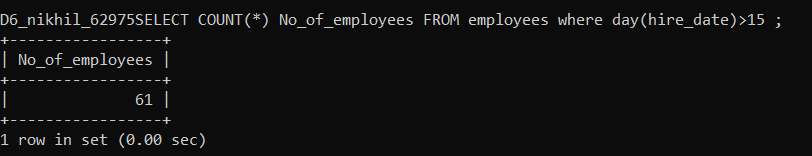 D6_nikhil_62975SELECT COUNT(*) No_of_employees FROM employees where day(hire_date)>15 ;
+-----------------+
| No_of_employees |
+-----------------+
|              61 |
+-----------------+
1 row in set (0.00 sec)